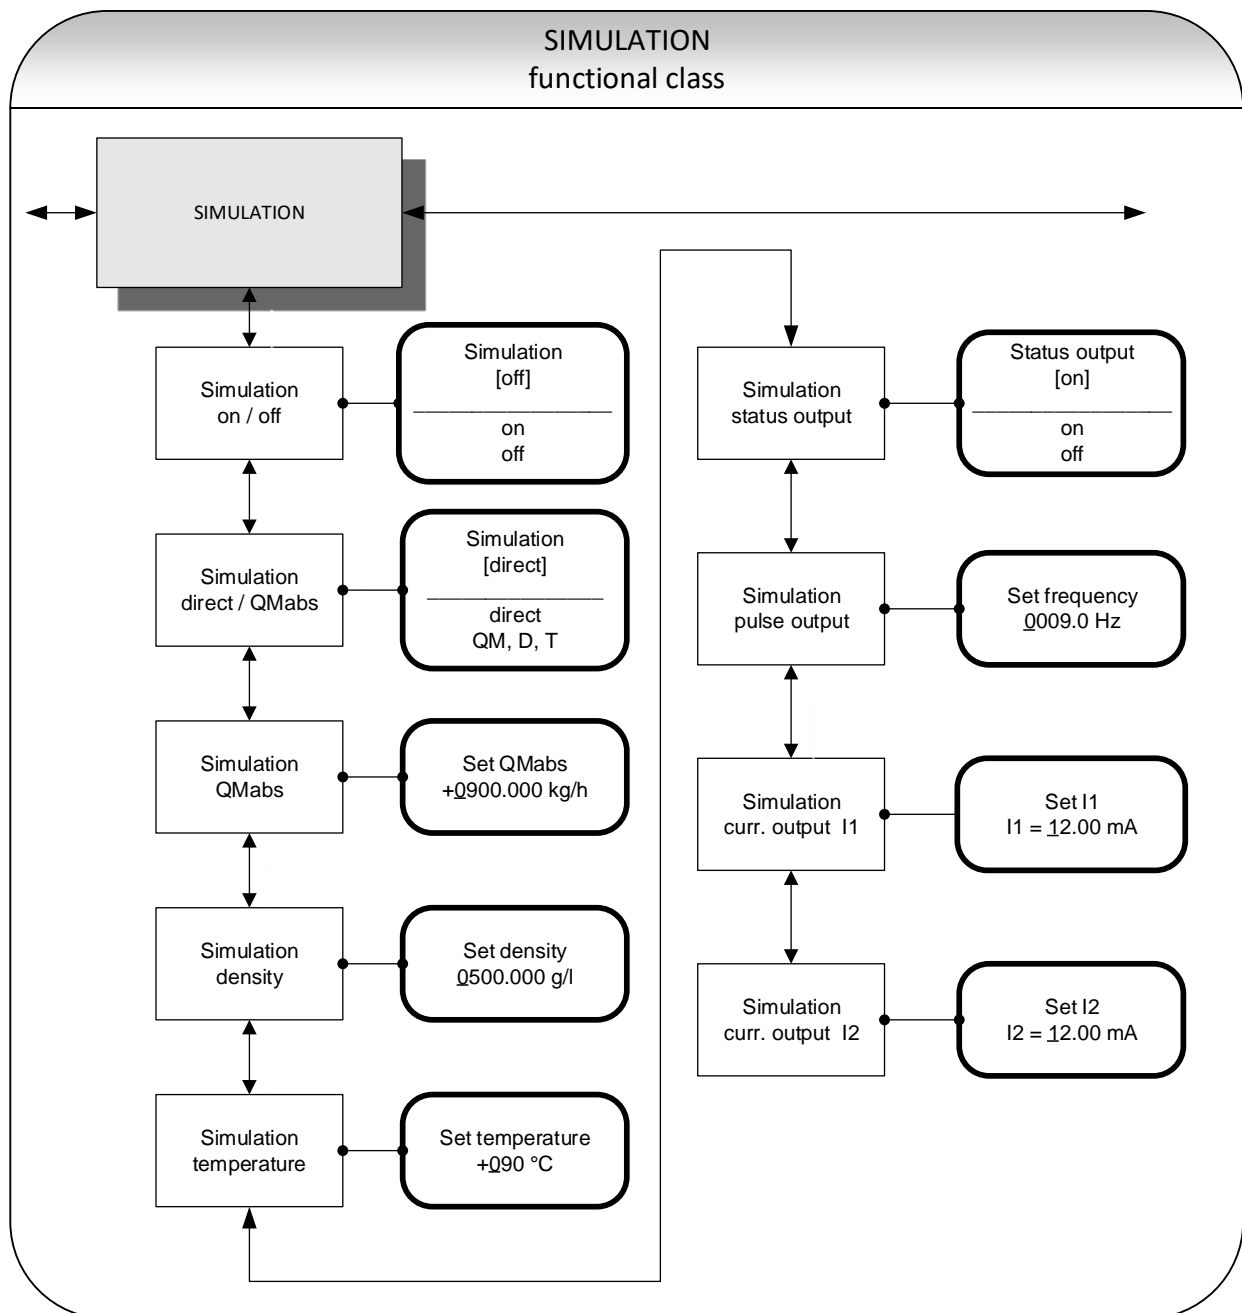 SIMULATION
functional class
SIMULATION
Simulation
on / off
Simulation
[off]
on
off
Simulation
direct / QMabs
Simulation
[direct]
direct
QM, D, T
Simulation
QMabs
Set QMabs
+0900.000 kg/h
Simulation
density
Set density
0500.000 g/l
Simulation
temperature
Set temperature
+090 °C
Simulation
status output
Status output
[on]
on
off
Simulation
pulse output
Set frequency
0009.0 Hz
Simulation
curr. output I1
Set I1
I1 = 12.00 mA
Simulation
curr. output I2
Set I2
I2 = 12.00 mA